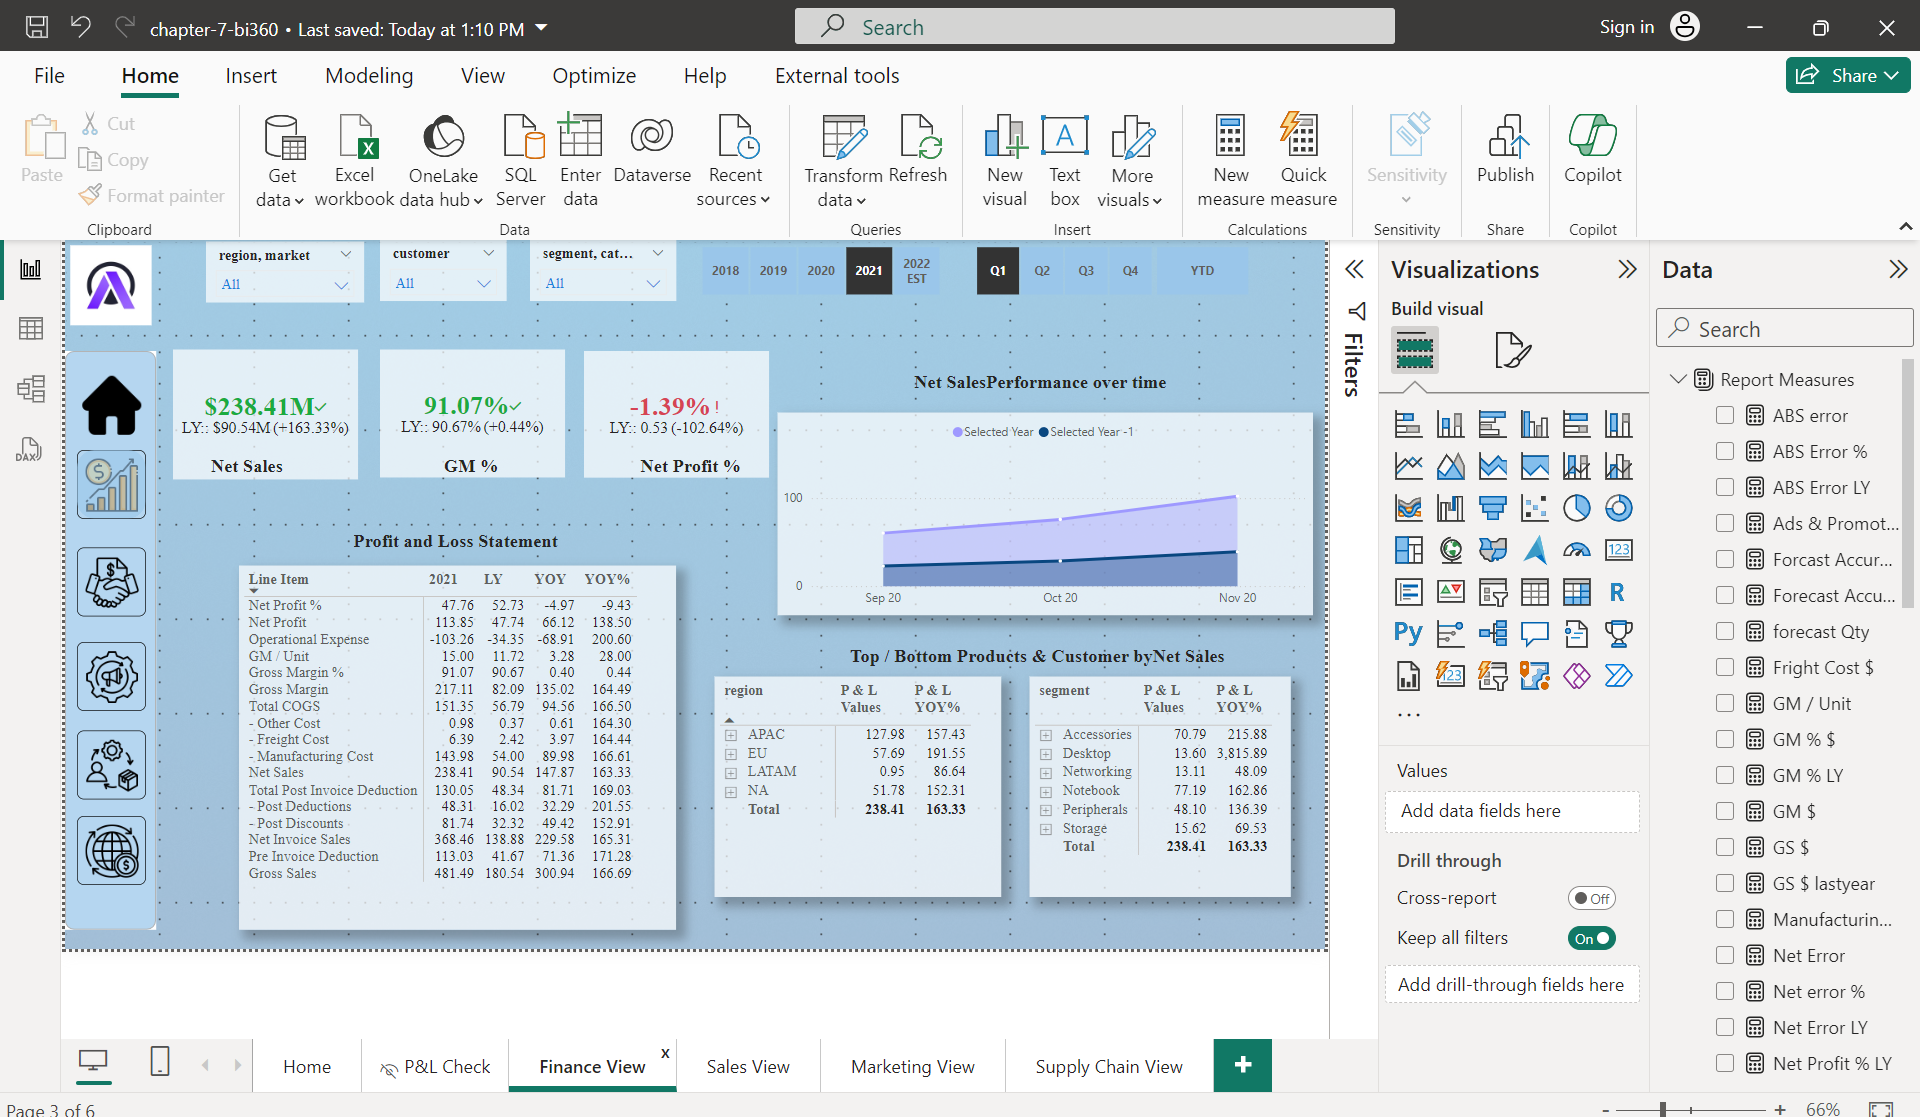 chapter-7-bi360 • Last saved: Today at 1:10 PM
Search
Sign in
File Home Insert Modeling View Optimize Help External tools
Share
Paste
Cut
Copy
Format painter
Clipboard
Get data
Excel workbook
OneLake data hub
SQL Server
Enter data
Dataverse
Recent sources
Data
Transform data
Refresh
Queries
New visual
Text box
More visuals
Insert
New measure
Quick measure
Calculations
Sensitivity
Sensitivity
Publish
Share
Copilot
Copilot
region, market
All
customer
All
segment, cat...
All
2018 2019 2020 2021 2022 EST
Q1 Q2 Q3 Q4 YTD
$238.41M
LY:: $90.54M (+163.33%)
Net Sales
91.07%
LY:: 90.67% (+0.44%)
GM %
-1.39% !
LY:: 0.53 (-102.64%)
Net Profit %
Net SalesPerformance over time
Selected Year Selected Year -1
100
0
Sep 20 Oct 20 Nov 20
Profit and Loss Statement
Line Item 2021 LY YOY YOY%
Net Profit % 47.76 52.73 -4.97 -9.43
Net Profit 113.85 47.74 66.12 138.50
Operational Expense -103.26 -34.35 -68.91 200.60
GM / Unit 15.00 11.72 3.28 28.00
Gross Margin % 91.07 90.67 0.40 0.44
Gross Margin 217.11 82.09 135.02 164.49
Total COGS 151.35 56.79 94.56 166.50
- Other Cost 0.98 0.37 0.61 164.30
- Freight Cost 6.39 2.42 3.97 164.44
- Manufacturing Cost 143.98 54.00 89.98 166.61
Net Sales 238.41 90.54 147.87 163.33
Total Post Invoice Deduction 130.05 48.34 81.71 169.03
- Post Deductions 48.31 16.02 32.29 201.55
- Post Discounts 81.74 32.32 49.42 152.91
Net Invoice Sales 368.46 138.88 229.58 165.31
Pre Invoice Deduction 113.03 41.67 71.36 171.28
Gross Sales 481.49 180.54 300.94 166.69
Top / Bottom Products & Customer byNet Sales
region P & L Values P & L YOY%
APAC 127.98 157.43
EU 57.69 191.55
LATAM 0.95 86.64
NA 51.78 152.31
Total 238.41 163.33
segment P & L Values P & L YOY%
Accessories 70.79 215.88
Desktop 13.60 3,815.89
Networking 13.11 48.09
Notebook 77.19 162.86
Peripherals 48.10 136.39
Storage 15.62 69.53
Total 238.41 163.33
Filters
Visualizations
Build visual
123
R
Py
123
...
Values
Add data fields here
Drill through
Cross-report
Off
Keep all filters
On
Add drill-through fields here
Data
Search
Report Measures
ABS error
ABS Error %
ABS Error LY
Ads & Promot...
Forcast Accur...
Forecast Accu...
forecast Qty
Fright Cost $
GM / Unit
GM % $
GM % LY
GM $
GS $
GS $ lastyear
Manufacturin...
Net Error
Net error %
Net Error LY
Net Profit % LY
DAX
Home P&L Check Finance View x Sales View Marketing View Supply Chain View +
Page 3 of 6
- + 66%